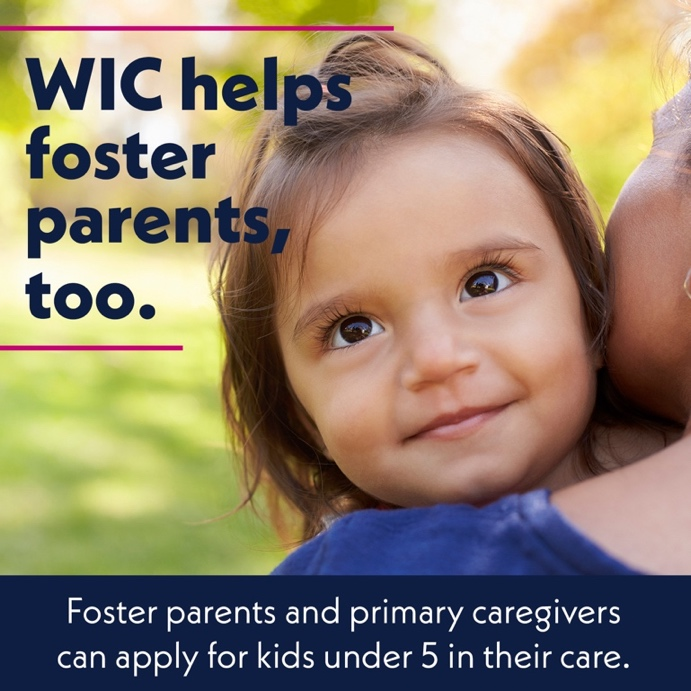 WIC helps
foster
parents,
too.
Foster parents and primary caregivers
can apply for kids under 5 in their care.